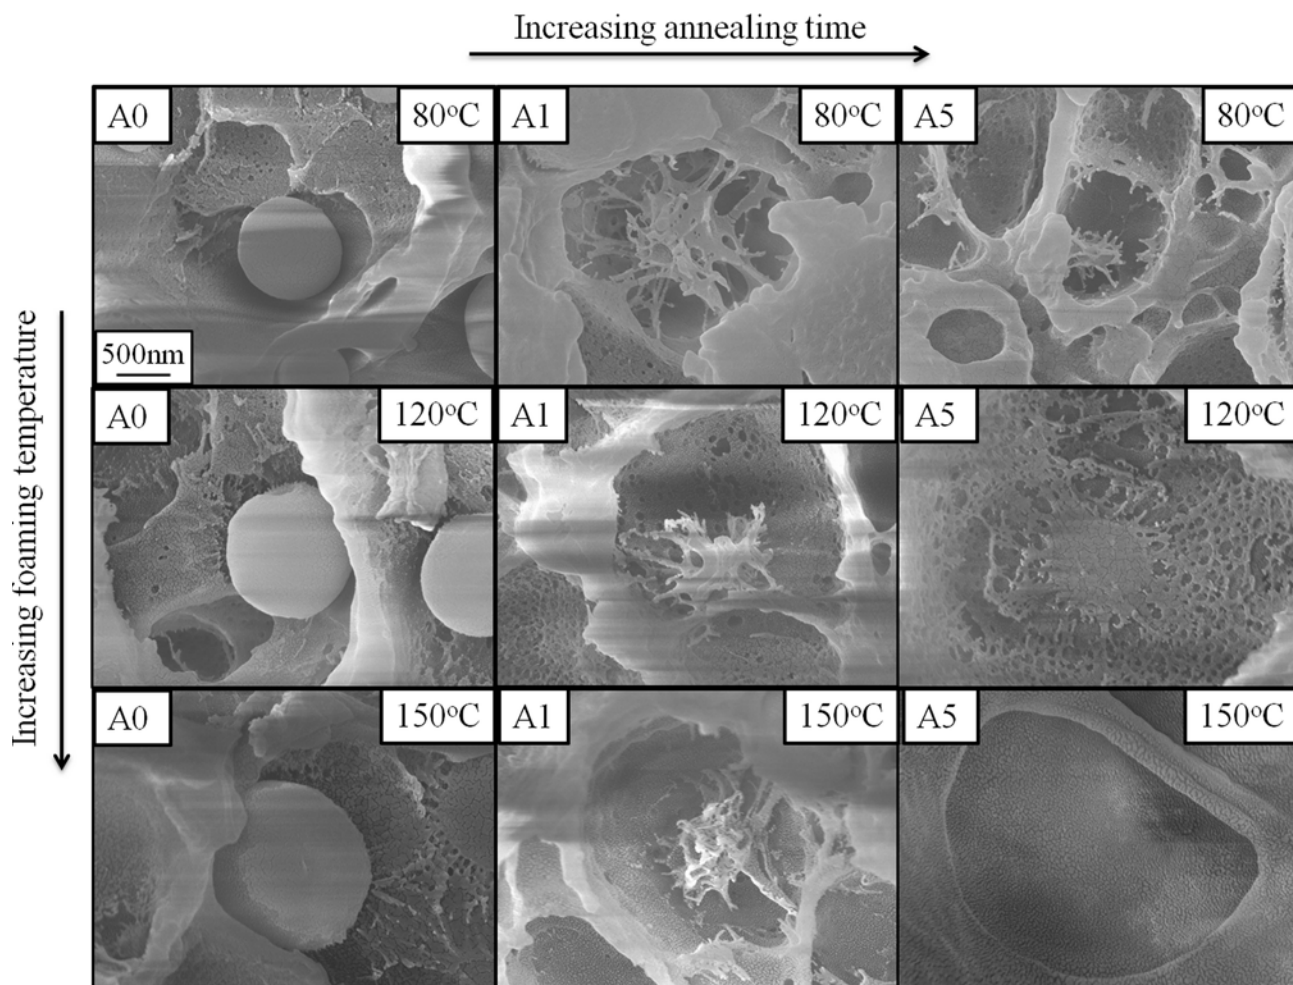 Increasing annealing time
Increasing foaming temperature
A0 80°C A1 80°C A5 80°C
500nm
A0 120°C A1 120°C A5 120°C
A0 150°C A1 150°C A5 150°C